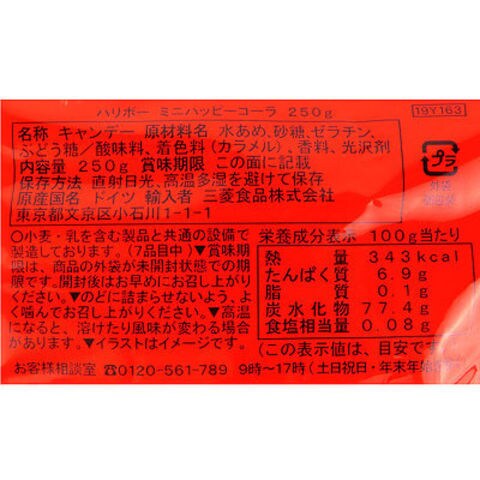 ハリボー ミニハッピーコーラ 250g
19Y163
名称 キャンデー 原材料名 水あめ、砂糖、ゼラチン、
ぶどう糖/酸味料、着色料(カラメル)、香料、光沢剤
内容量 250g 賞味期限 この面に記載
保存方法 直射日光、高温多湿を避けて保存
原産国名 ドイツ 輸入者 三菱食品株式会社
東京都文京区小石川1-1-1
プラ
外装
〇小麦・乳を含む製品と共通の設備で
製造しております。(7品目中)▼賞味期
限は、商品の外袋が未開封状態での期
限です。開封後はお早めにお召し上がり
ください。▼のどに詰まらせないよう、よ
く噛んでお召し上がりください。▼高温
になると、溶けたり風味が変わる場合
があります。▼イラストはイメージです。
栄養成分表示 100g当たり
熱量 343kcal
たんぱく質 6.9g
脂質 0.1g
炭水化物 77.4g
食塩相当量 0.08g
(この表示値は、目安です
お客様相談室 ☎0120-561-789 9時〜17時(土日祝日・年末年始